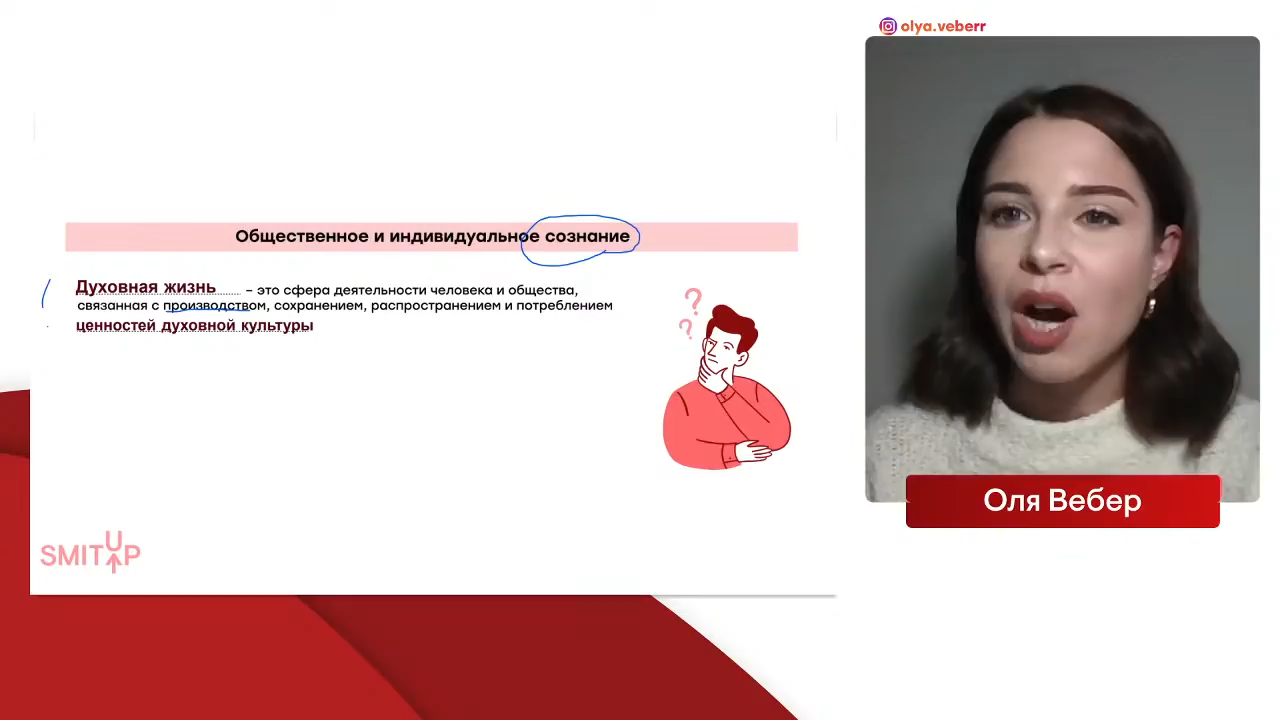 olya.veberr
Общественное и индивидуальное сознание
Духовная жизнь – это сфера деятельности человека и общества,
связанная с производством, сохранением, распространением и потреблением
ценностей духовной культуры
??
SMITUP
Оля Вебер